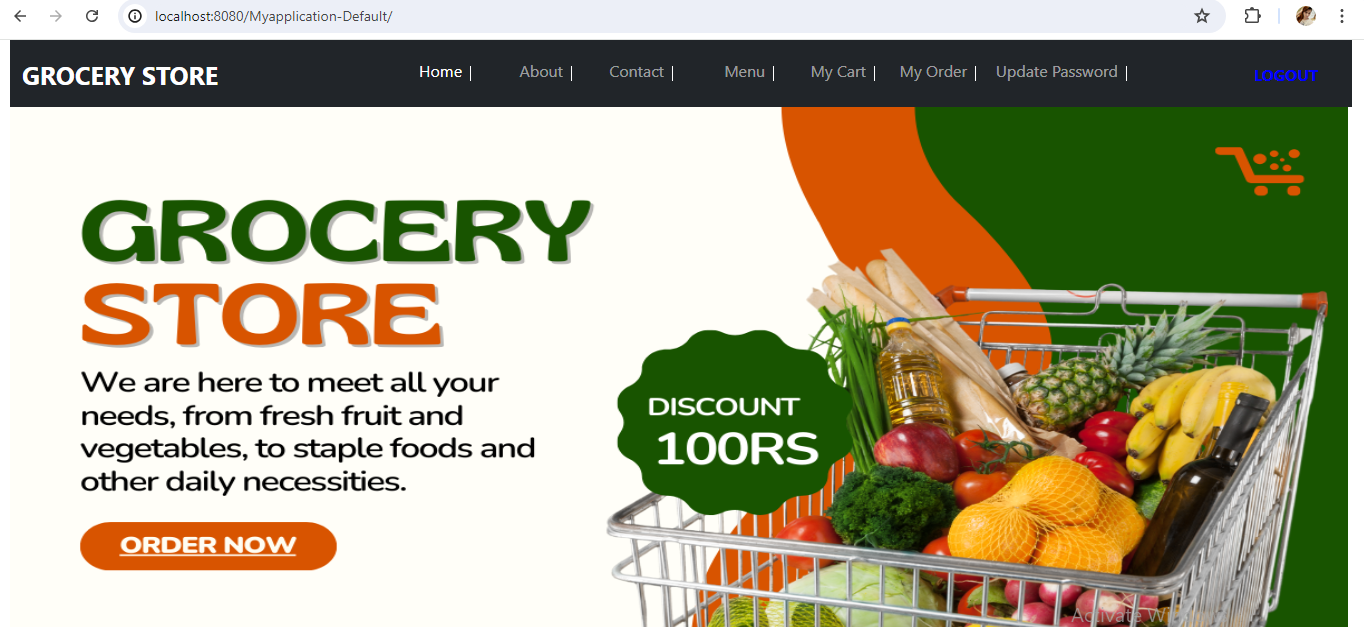 localhost:8080/Myapplication-Default/
GROCERY STORE
Home | About | Contact | Menu | My Cart | My Order | Update Password |
LOGOUT
GROCERY
STORE
We are here to meet all your
needs, from fresh fruit and
vegetables, to staple foods and
other daily necessities.
DISCOUNT
100RS
ORDER NOW
Activate